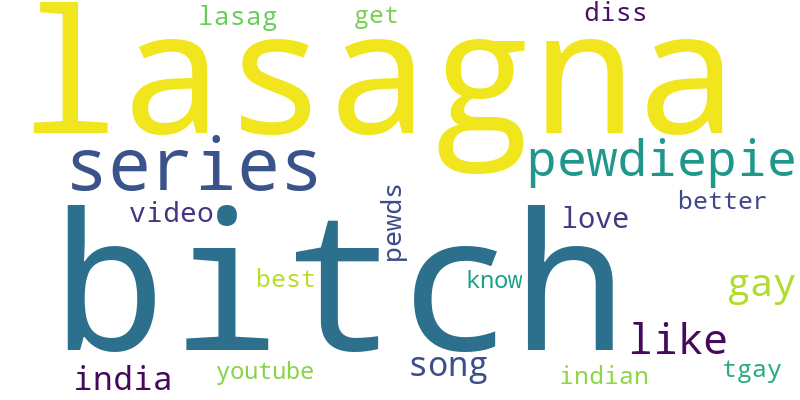 lasag get diss
lasagna
series pewdiepie
video pewds love better
bitch
best know gay
like
india youtube song indian tgay